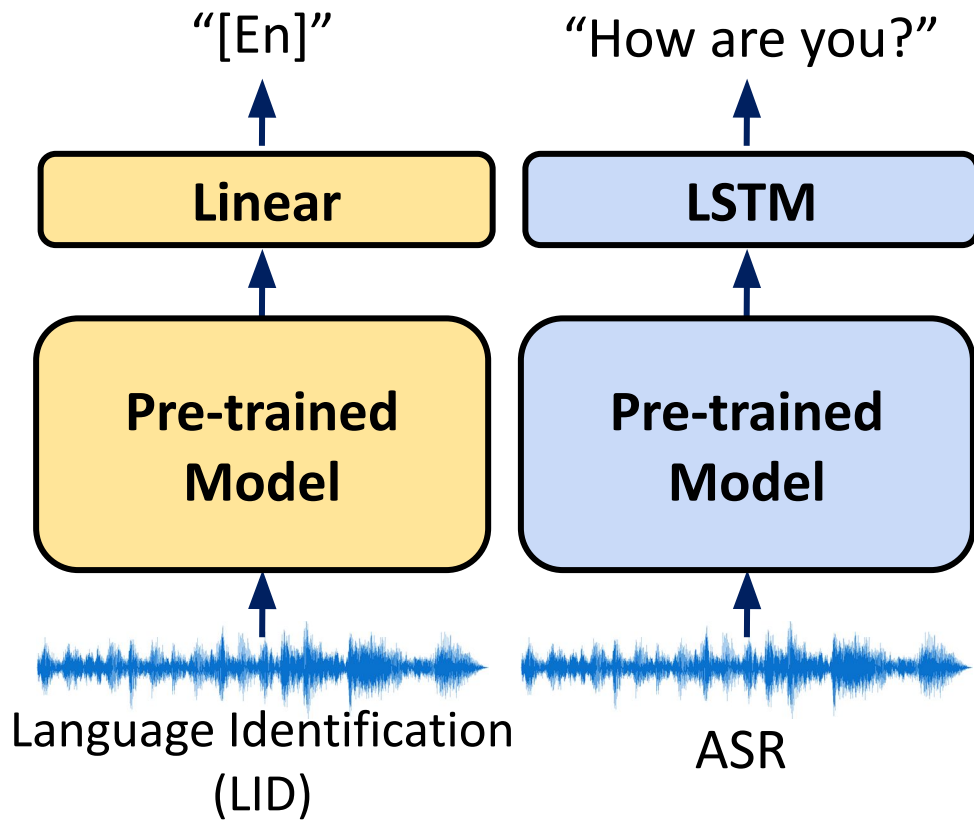 “[En]”
Linear
Pre-trained
Model
Language Identification
(LID)
“How are you?”
LSTM
Pre-trained
Model
ASR